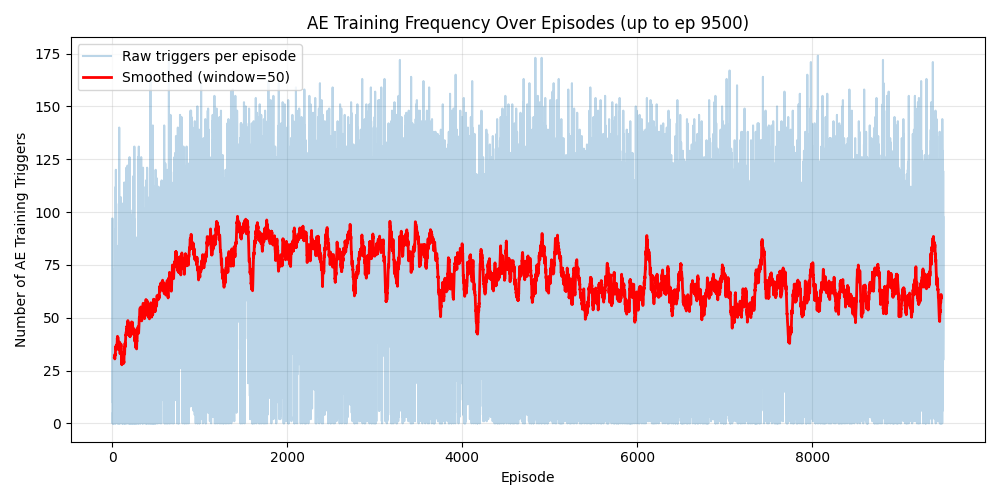 AE Training Frequency Over Episodes (up to ep 9500)
Raw triggers per episode
Smoothed (window=50)
Number of AE Training Triggers
175
150
125
100
75
50
25
0
0 2000 4000 6000 8000
Episode